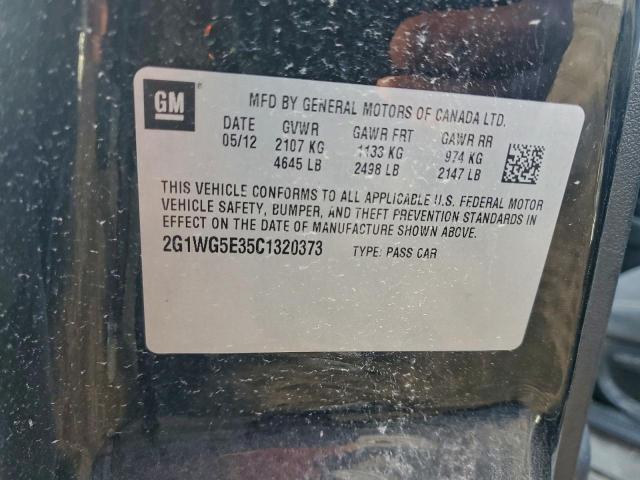 GM
MFD BY GENERAL MOTORS OF CANADA LTD.
DATE GVWR GAWR FRT GAWR RR
05/12 2107 KG 1133 KG 974 KG
4645 LB 2498 LB 2147 LB
THIS VEHICLE CONFORMS TO ALL APPLICABLE U.S. FEDERAL MOTOR
VEHICLE SAFETY, BUMPER, AND THEFT PREVENTION STANDARDS IN
EFFECT ON THE DATE OF MANUFACTURE SHOWN ABOVE.
2G1WG5E35C1320373 TYPE: PASS CAR